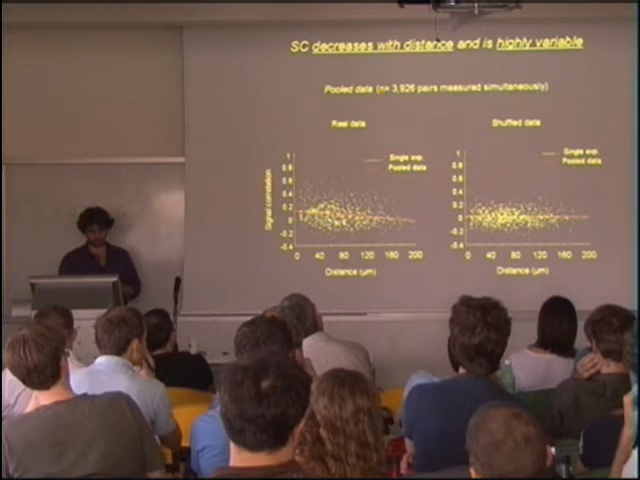 SC decreases with distance and is highly variable
Pooled data (n= 3,926 pairs measured simultaneously)
Real data
Shuffled data
Single exp.
Pooled data
Signal correlation
1
0.8
0.6
0.4
0.2
0
-0.2
-0.4
0 40 80 120 160 200
Distance (µm)
Single exp.
Pooled data
1
0.8
0.6
0.4
0.2
0
-0.2
-0.4
0 40 80 120 160 200
Distance (µm)